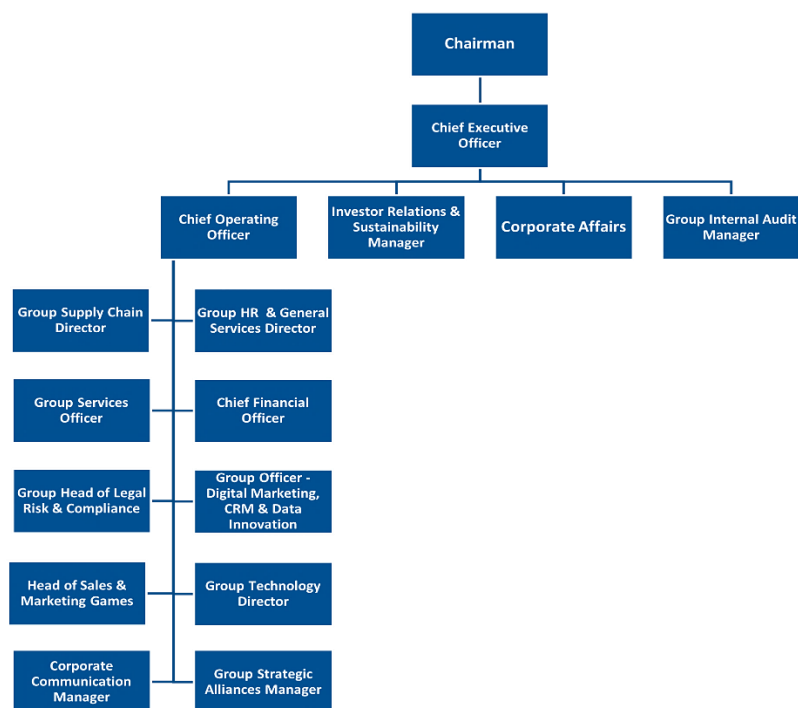 Chairman
Chief Executive
Officer
Chief Operating
Officer
Investor Relations &
Sustainability
Manager
Corporate Affairs
Group Internal Audit
Manager
Group Supply Chain
Director
Group HR & General
Services Director
Group Services
Officer
Chief Financial
Officer
Group Head of Legal
Risk & Compliance
Group Officer -
Digital Marketing,
CRM & Data
Innovation
Head of Sales &
Marketing Games
Group Technology
Director
Corporate
Communication
Manager
Group Strategic
Alliances Manager